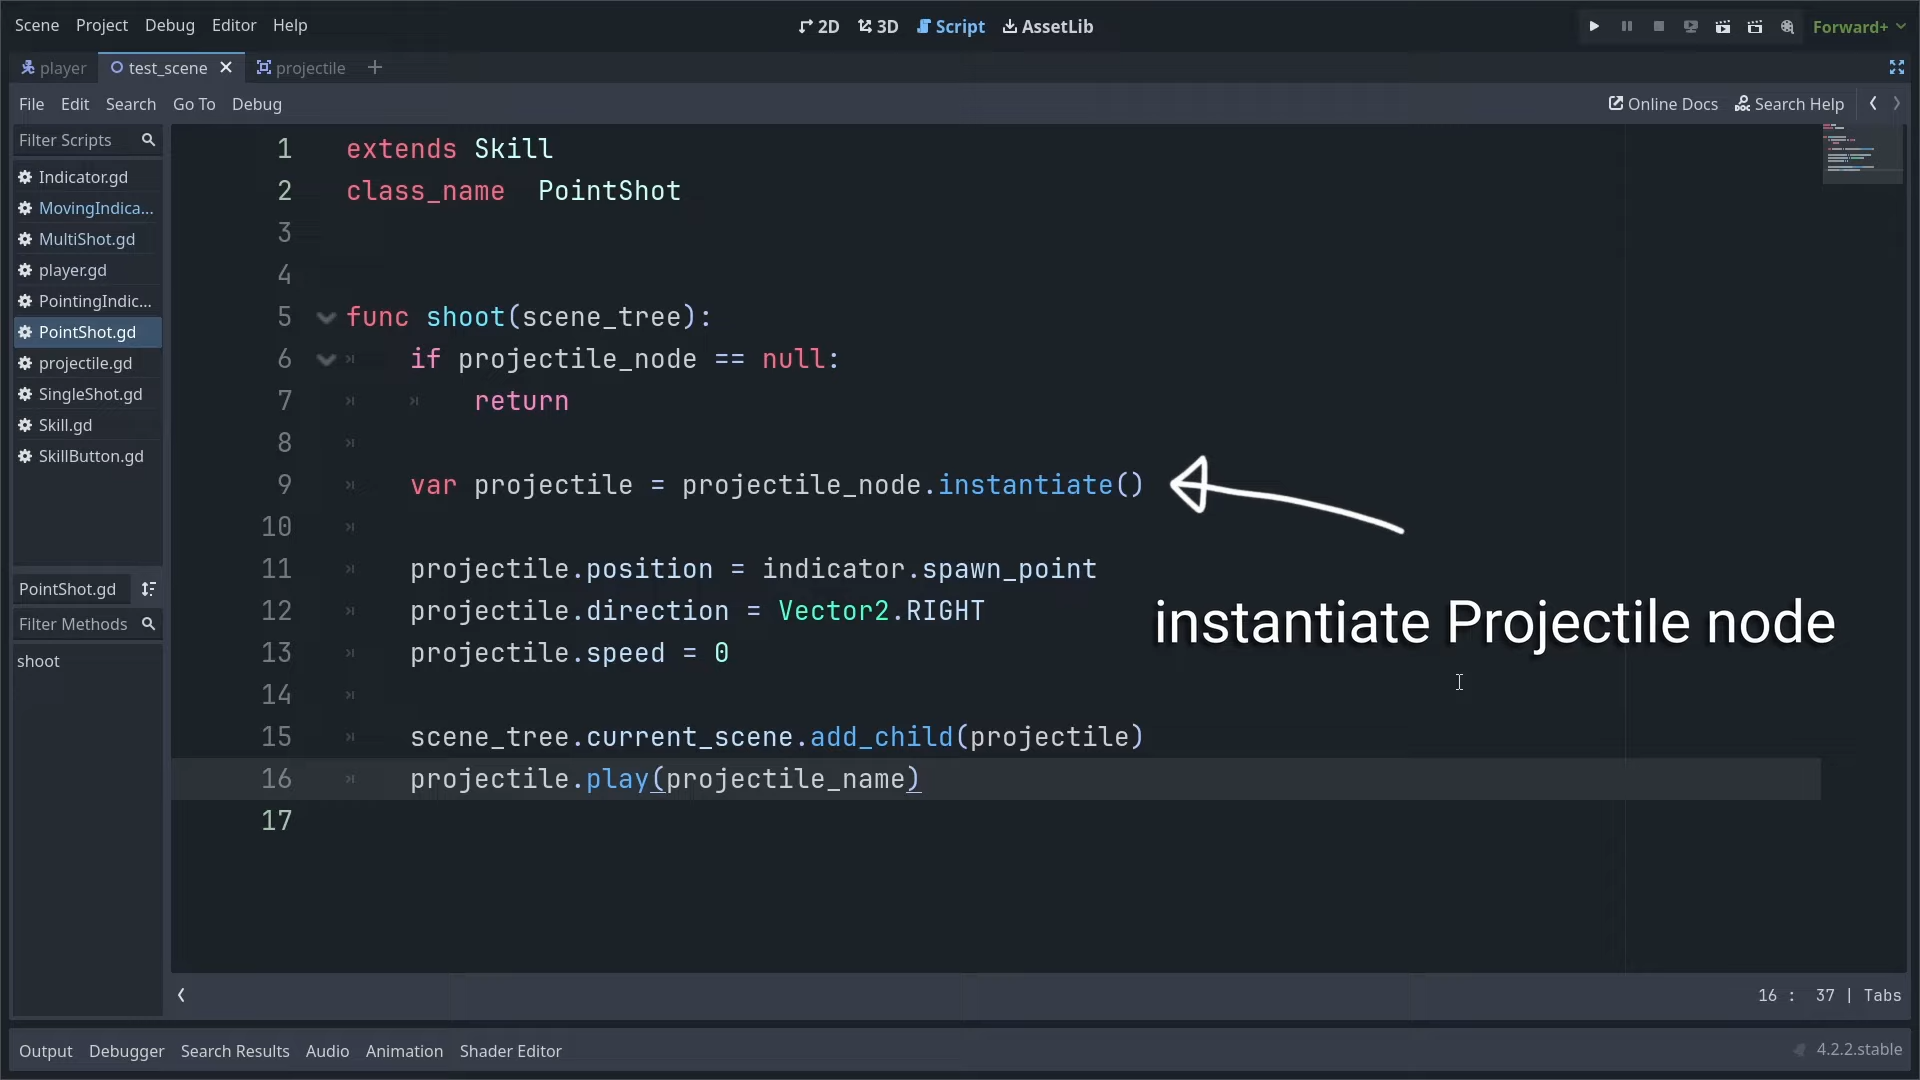 Scene Project Debug Editor Help 2D 3D Script AssetLib Forward+
player test_scene projectile
File Edit Search Go To Debug Online Docs Search Help
Filter Scripts
Indicator.gd
MovingIndica...
MultiShot.gd
player.gd
PointingIndic...
PointShot.gd
projectile.gd
SingleShot.gd
Skill.gd
SkillButton.gd
PointShot.gd
Filter Methods
shoot
1 extends Skill
2 class_name PointShot
3
4
5 func shoot(scene_tree):
6 if projectile_node == null:
7 return
8
9 var projectile = projectile_node.instantiate()
10
11 projectile.position = indicator.spawn_point
12 projectile.direction = Vector2.RIGHT
13 projectile.speed = 0
14
15 scene_tree.current_scene.add_child(projectile)
16 projectile.play(projectile_name)
17
instantiate Projectile node
16 : 37 | Tabs
Output Debugger Search Results Audio Animation Shader Editor 4.2.2.stable